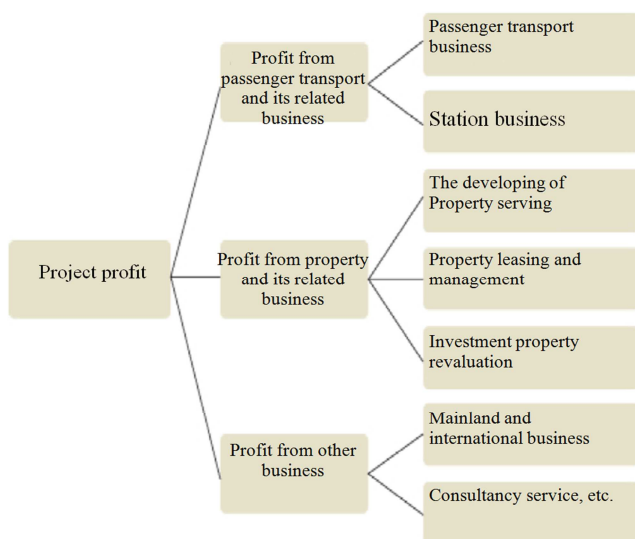 Project profit
Profit from
passenger transport
and its related
business
Passenger transport
business
Station business
Profit from property
and its related
business
The developing of
Property serving
Property leasing and
management
Investment property
revaluation
Profit from other
business
Mainland and
international business
Consultancy service, etc.